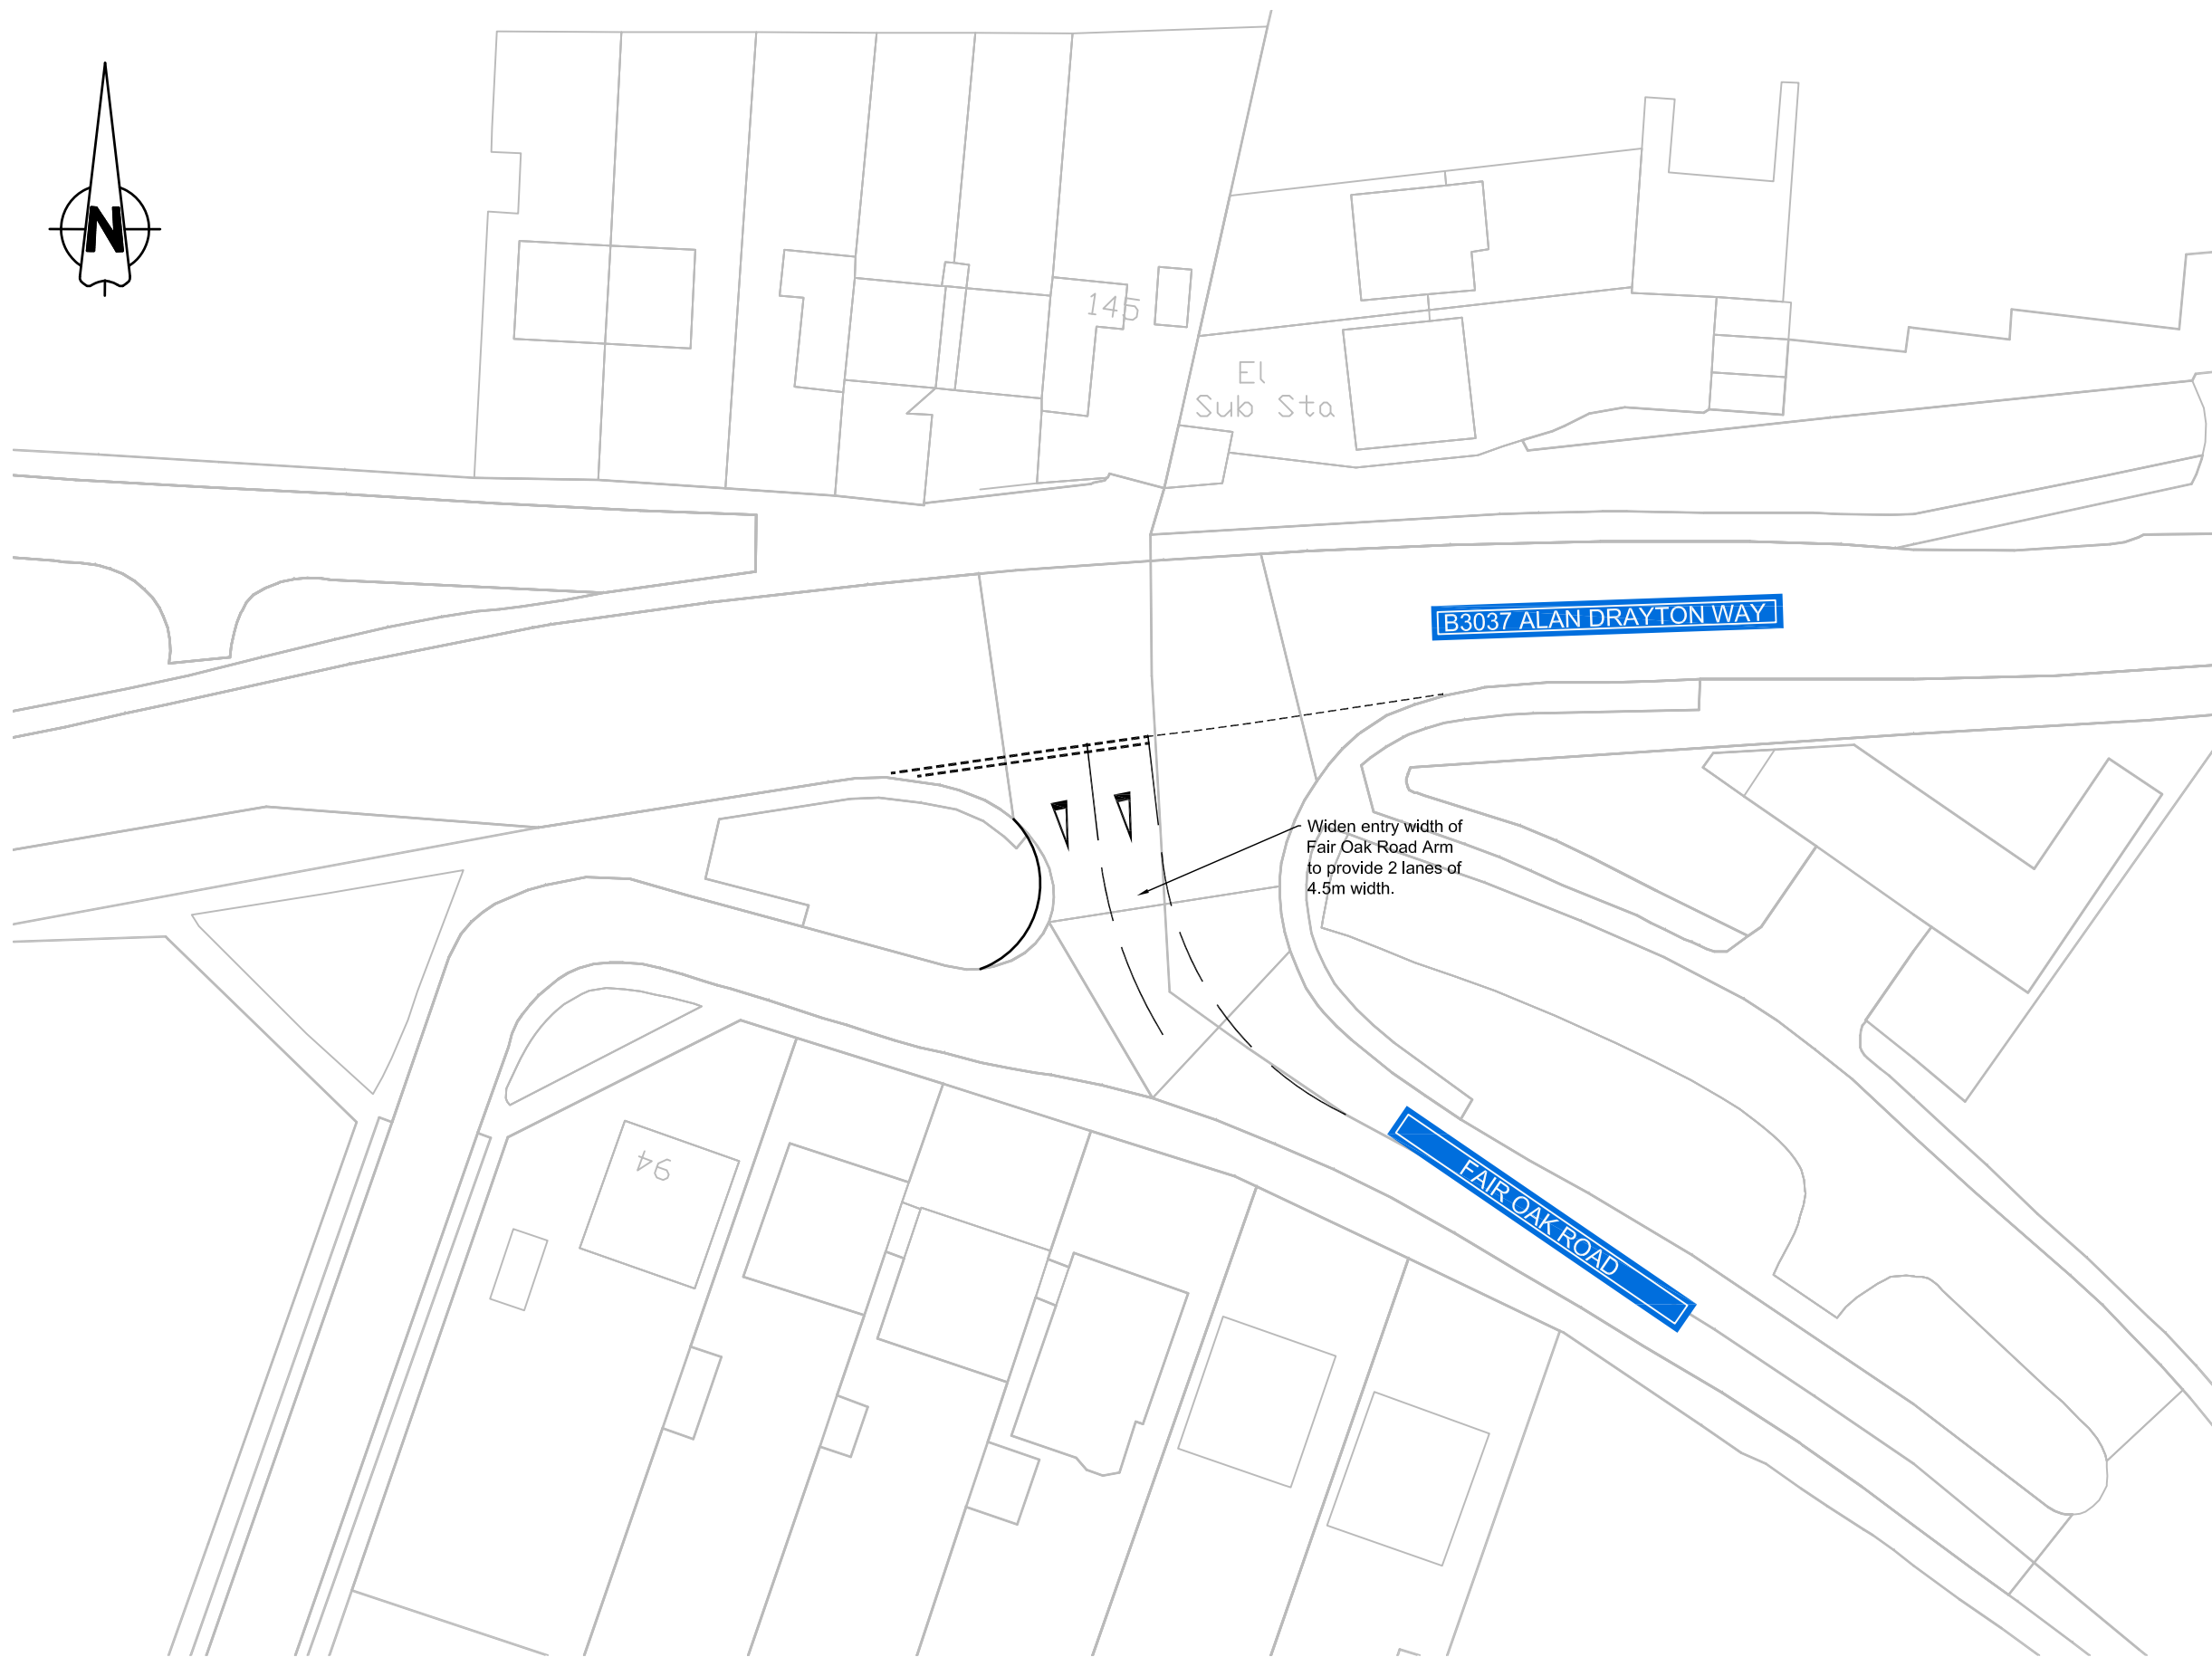 N
145
El
Sub Sta
B3037 ALAN DRAYTON WAY
Widen entry width of
Fair Oak Road Arm
to provide 2 lanes of
4.5m width.
94
FAIR OAK ROAD